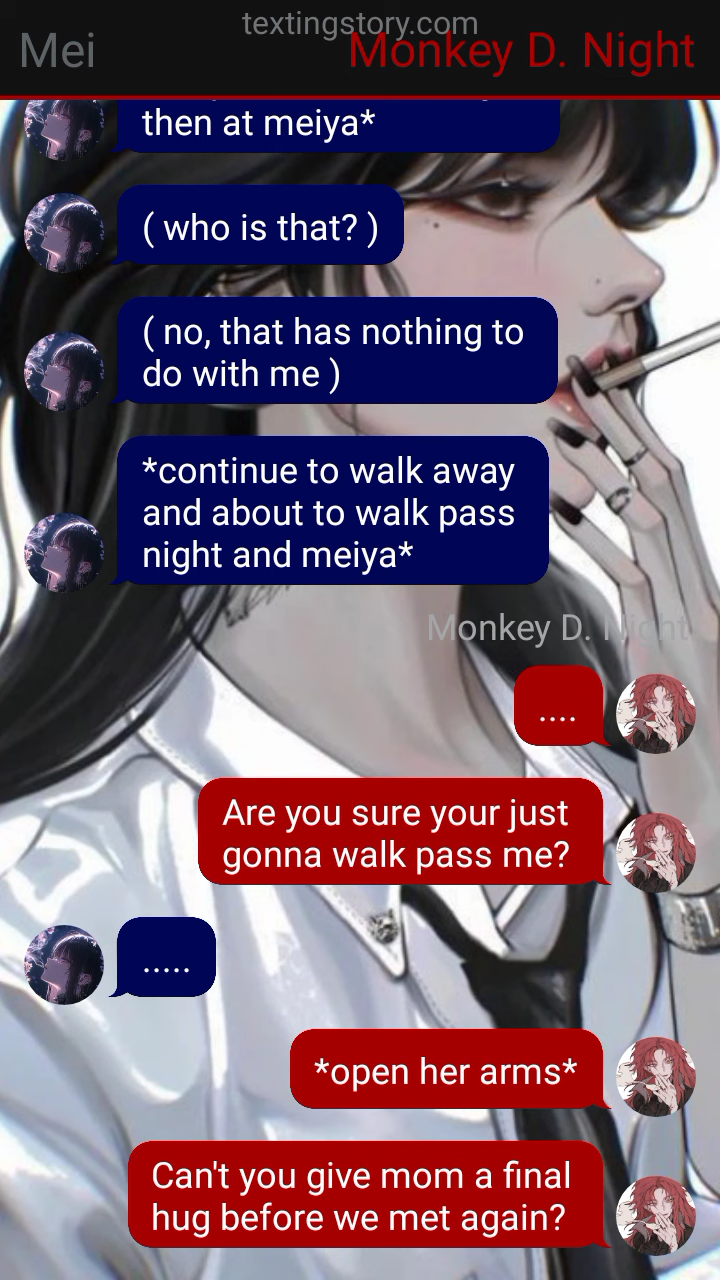 textingstory.com
Mei
Monkey D. Night
then at meiya*
( who is that? )
( no, that has nothing to
do with me )
*continue to walk away
and about to walk pass
night and meiya*
Monkey D. Night
....
Are you sure your just
gonna walk pass me?
.....
*open her arms*
Can't you give mom a final
hug before we met again?